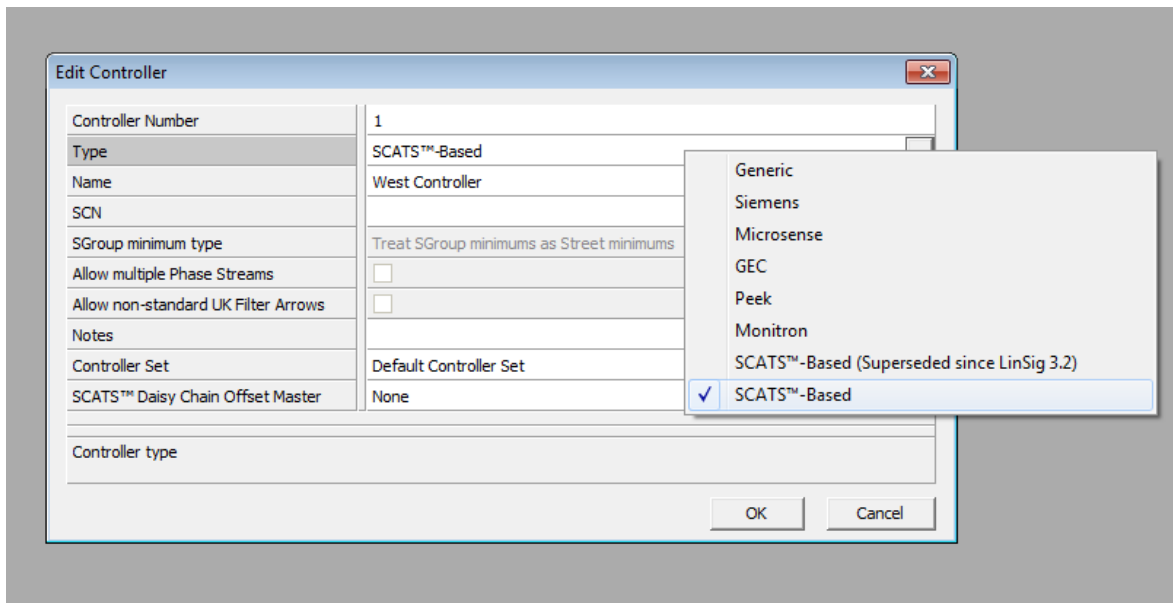 Edit Controller
Controller Number 1
Type SCATS™-Based
Name West Controller
SCN
SGroup minimum type Treat SGroup minimums as Street minimums
Allow multiple Phase Streams
Allow non-standard UK Filter Arrows
Notes
Controller Set Default Controller Set
SCATS™ Daisy Chain Offset Master None
Controller type
OK Cancel
Generic
Siemens
Microsense
GEC
Peek
Monitron
SCATS™-Based (Superseded since LinSig 3.2)
SCATS™-Based